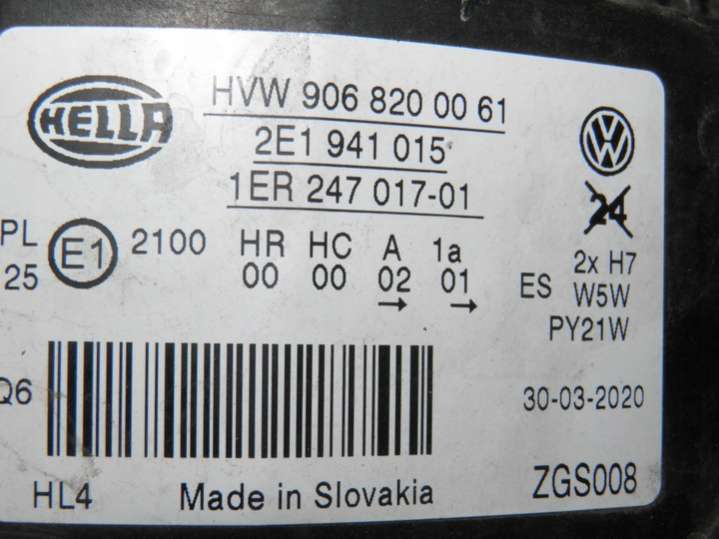 HELLA
HVW 906 820 00 61
2E1 941 015
1ER 247 017-01
24
PL E1 2100 HR HC A 1a
25 00 00 02 01
→ →
ES 2x H7
W5W
PY21W
Q6
30-03-2020
HL4 Made in Slovakia ZGS008